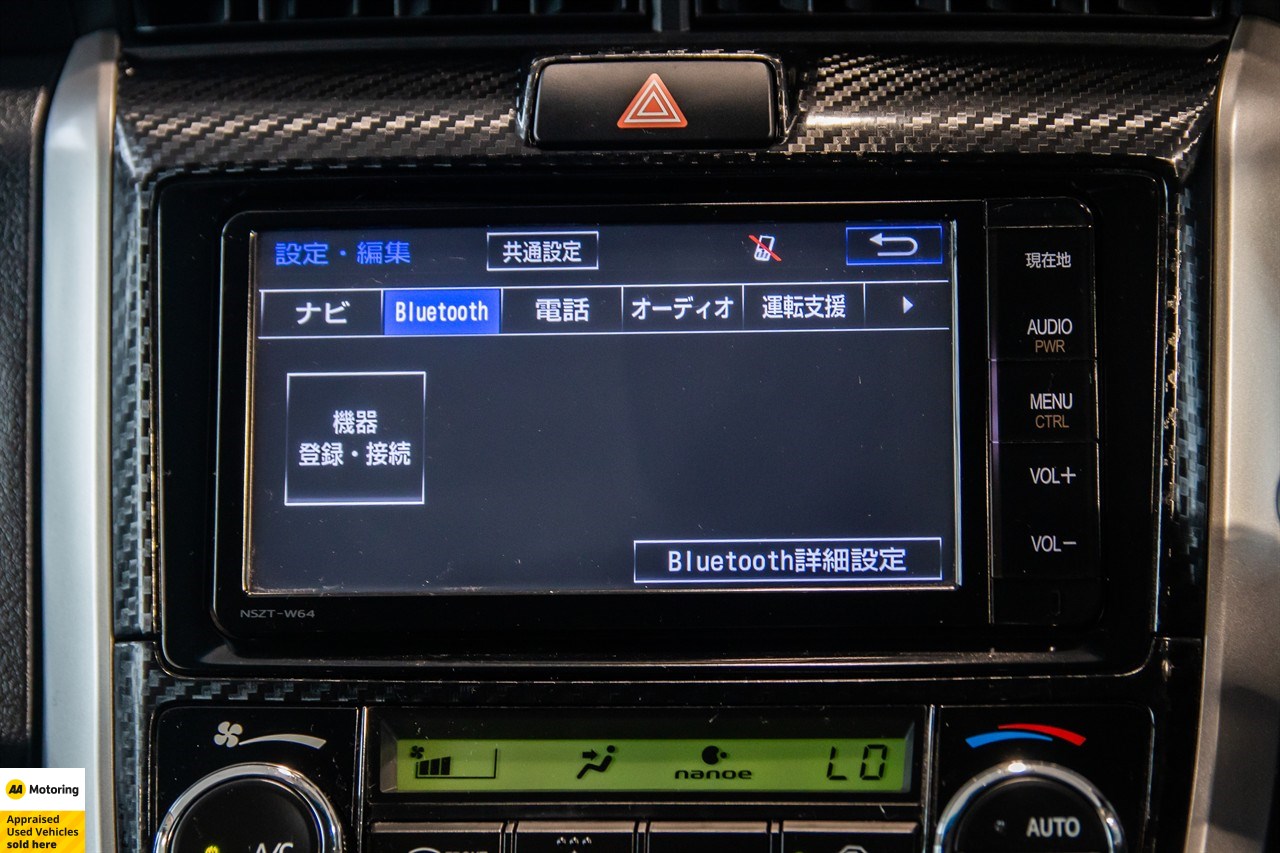 設定・編集
共通設定
ナビ
Bluetooth
電話
オーディオ
運転支援
機器
登録・接続
Bluetooth詳細設定
現在地
AUDIO
PWR
MENU
CTRL
VOL+
VOL-
NSZT-W64
nanoe
LO
A/C
AUTO
AA Motoring
Appraised
Used Vehicles
sold here